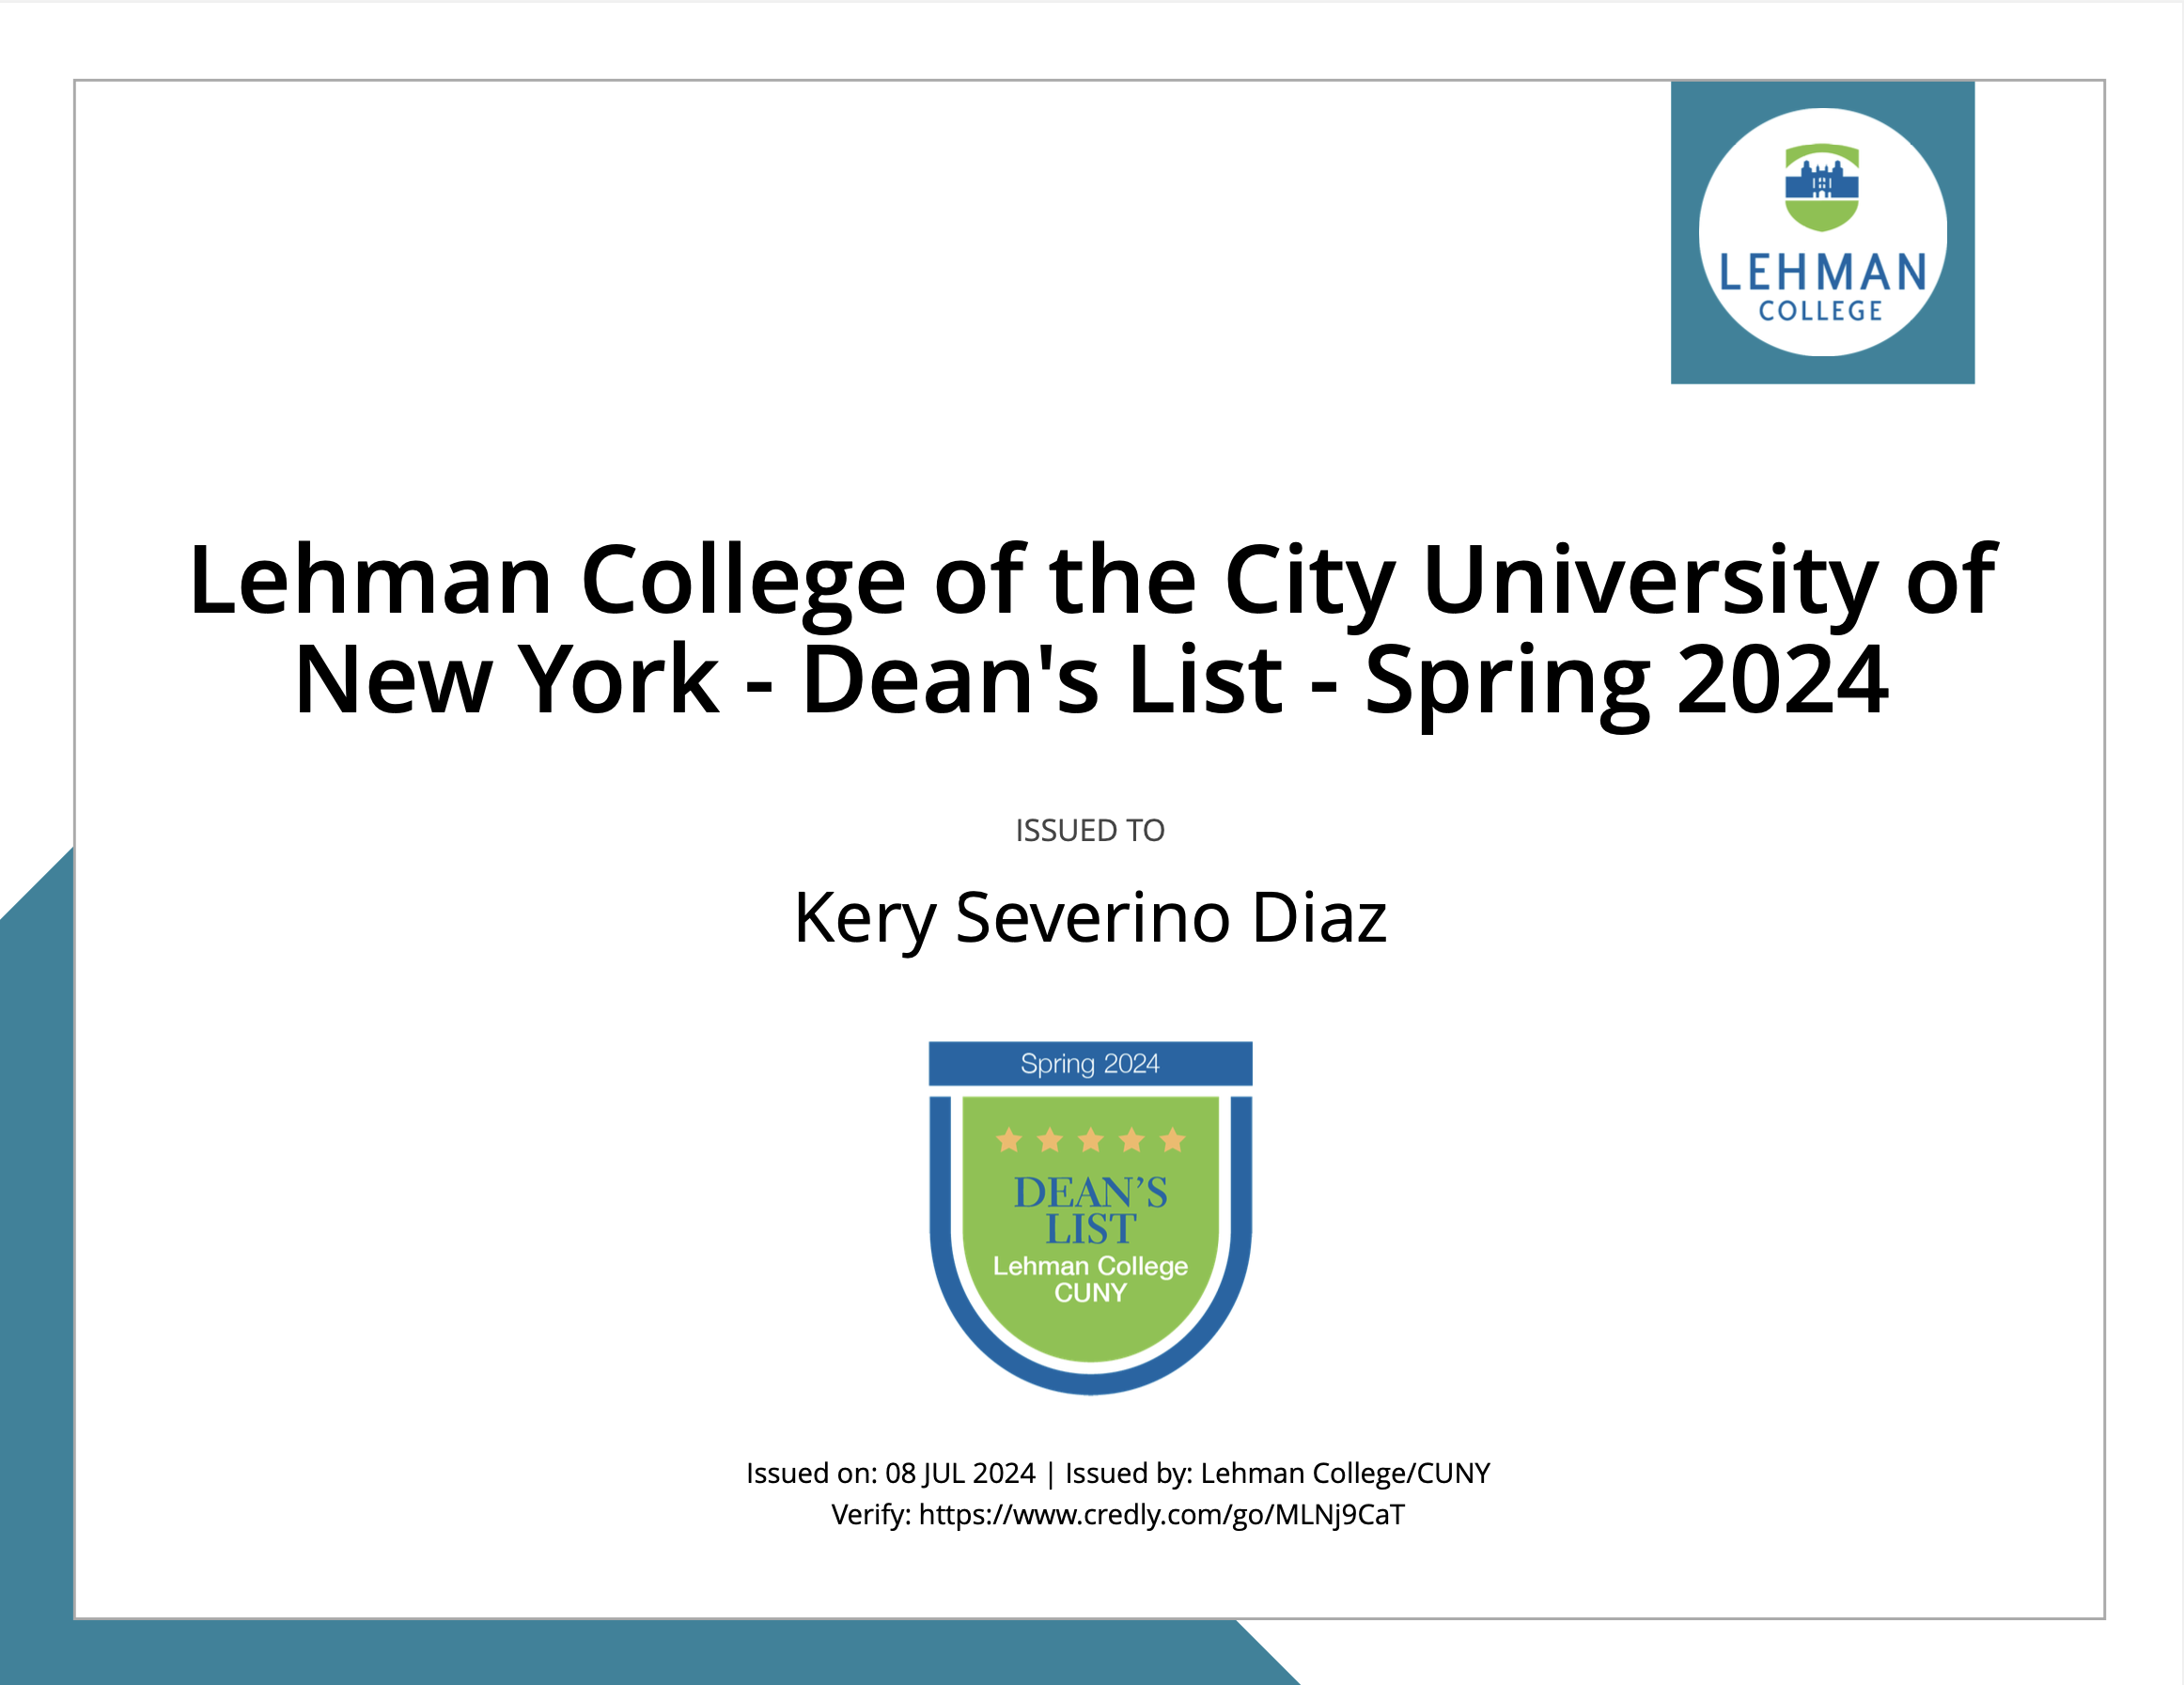 LEHMAN
COLLEGE
Lehman College of the City University of
New York - Dean's List - Spring 2024
ISSUED TO
Kery Severino Diaz
Spring 2024
DEAN'S
LIST
Lehman College
CUNY
Issued on: 08 JUL 2024 | Issued by: Lehman College/CUNY
Verify: https://www.credly.com/go/MLNj9CaT